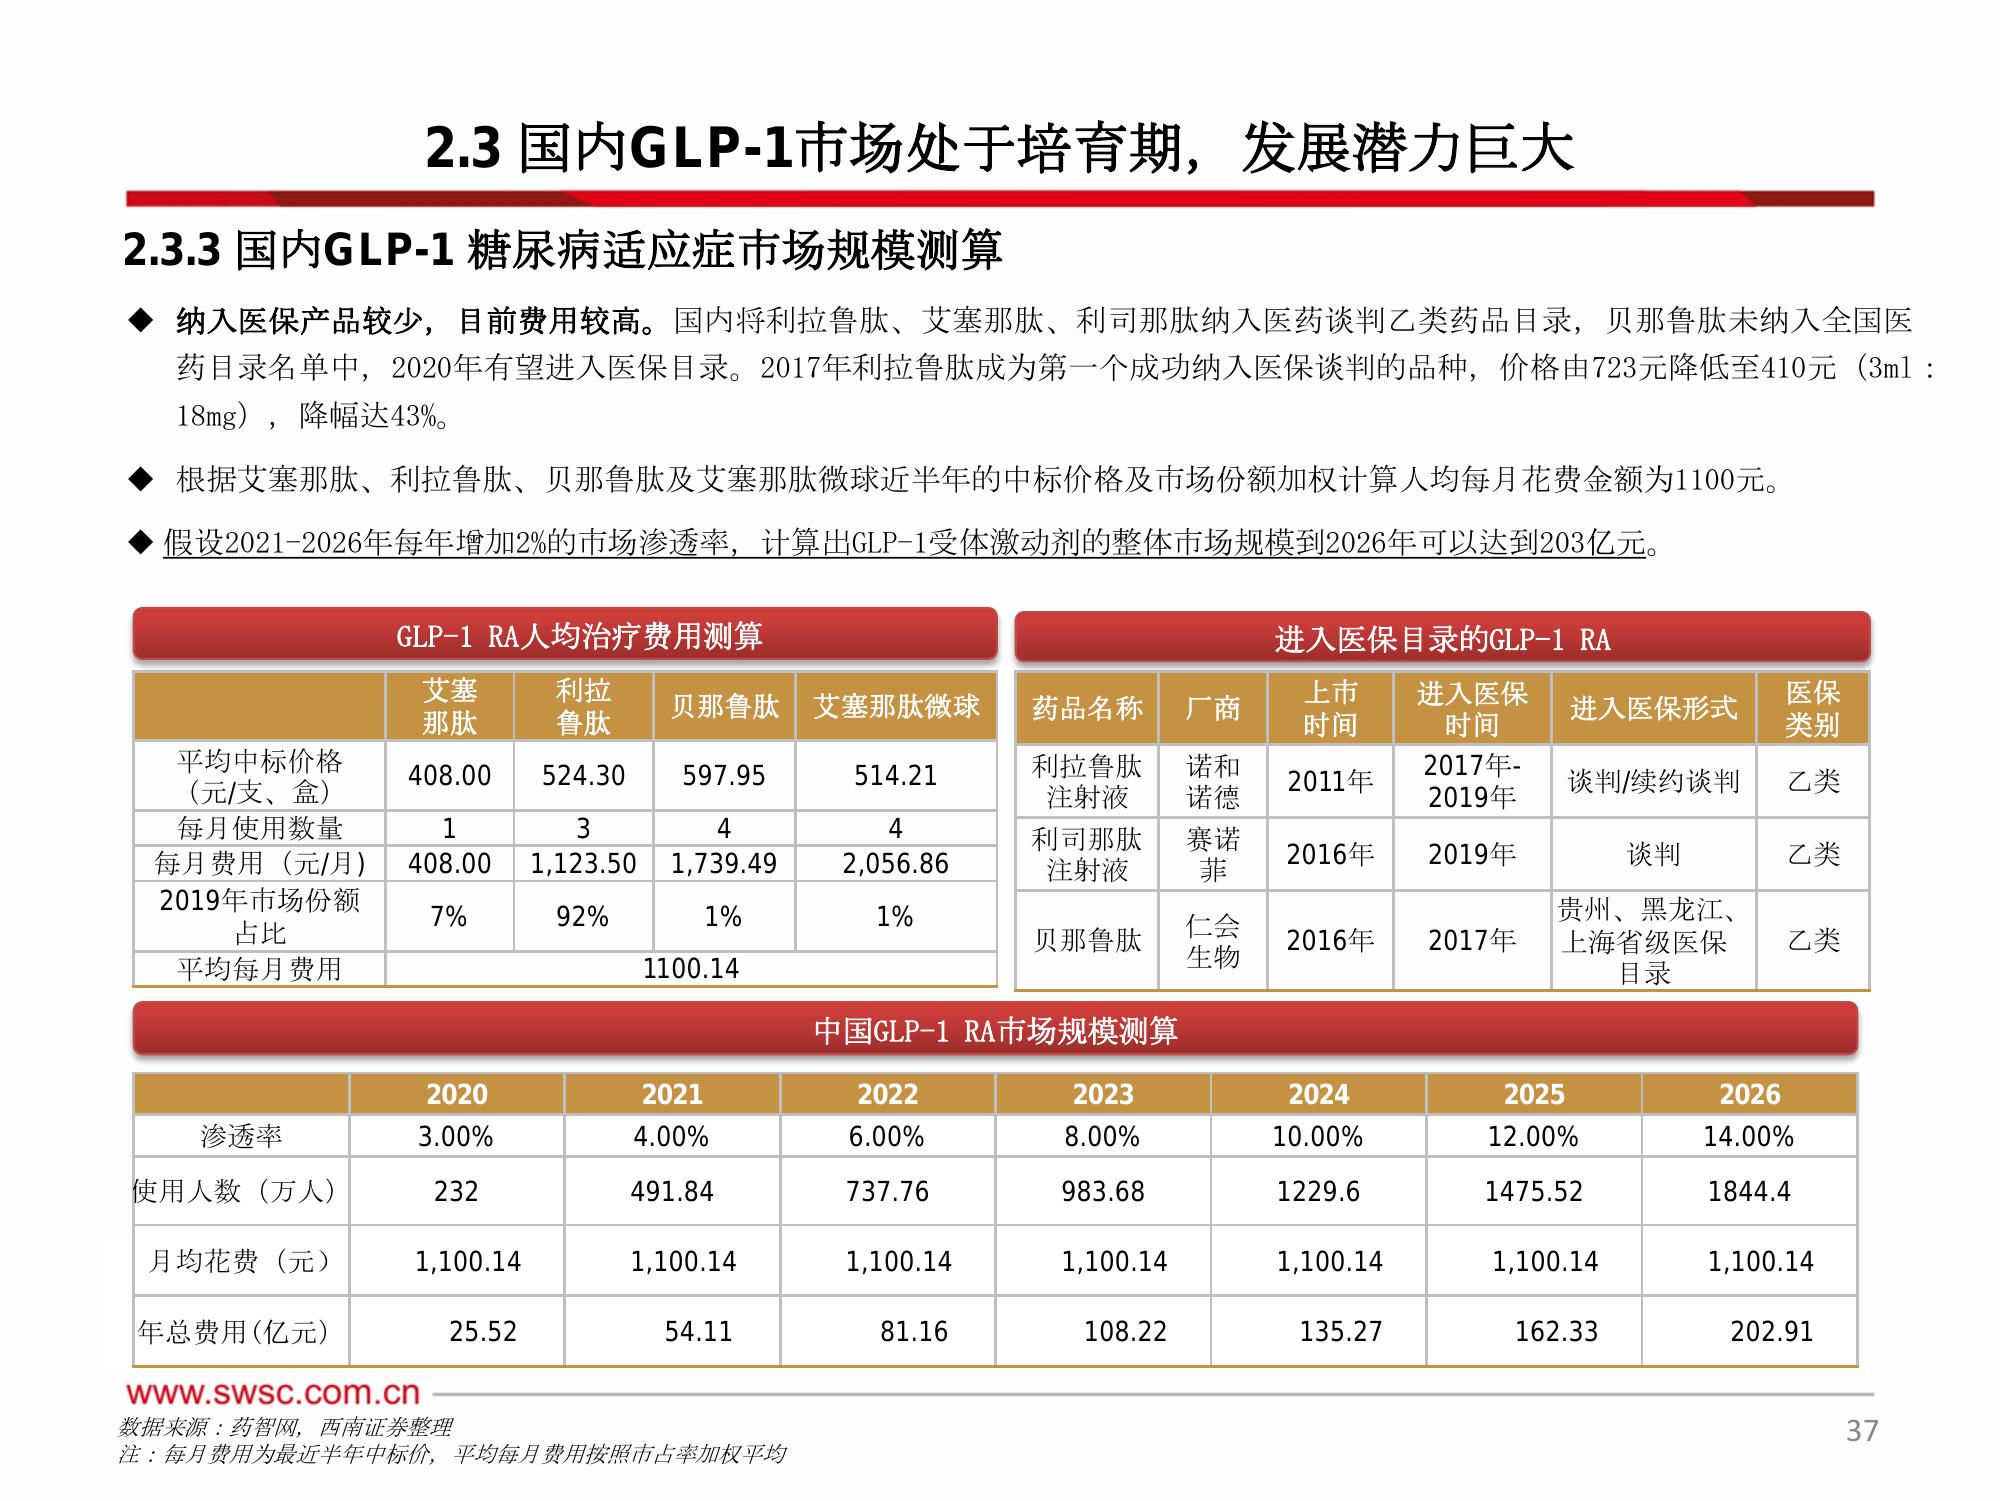 2.3 国内GLP-1市场处于培育期，发展潜力巨大
2.3.3 国内GLP-1 糖尿病适应症市场规模测算
◆ 纳入医保产品较少，目前费用较高。国内将利拉鲁肽、艾塞那肽、利司那肽纳入医药谈判乙类药品目录，贝那鲁肽未纳入全国医
药目录名单中，2020年有望进入医保目录。2017年利拉鲁肽成为第一个成功纳入医保谈判的品种，价格由723元降低至410元（3ml：
18mg），降幅达43%。
◆ 根据艾塞那肽、利拉鲁肽、贝那鲁肽及艾塞那肽微球近半年的中标价格及市场份额加权计算人均每月花费金额为1100元。
◆ 假设2021-2026年每年增加2%的市场渗透率，计算出GLP-1受体激动剂的整体市场规模到2026年可以达到203亿元。
GLP-1 RA人均治疗费用测算
艾塞
那肽
利拉
鲁肽
贝那鲁肽
艾塞那肽微球
平均中标价格
（元/支、盒）
408.00 524.30 597.95 514.21
每月使用数量 1 3 4 4
每月费用（元/月) 408.00 1,123.50 1,739.49 2,056.86
2019年市场份额
占比
7% 92% 1% 1%
平均每月费用 1100.14
进入医保目录的GLP-1 RA
药品名称
厂商
上市
时间
进入医保
时间
进入医保形式
医保
类别
利拉鲁肽
注射液
诺和
诺德
2011年
2017年-
2019年
谈判/续约谈判
乙类
利司那肽
注射液
赛诺
菲
2016年
2019年
谈判
乙类
贝那鲁肽
仁会
生物
2016年
2017年
贵州、黑龙江、
上海省级医保
目录
乙类
中国GLP-1 RA市场规模测算
2020 2021 2022 2023 2024 2025 2026
渗透率 3.00% 4.00% 6.00% 8.00% 10.00% 12.00% 14.00%
使用人数（万人） 232 491.84 737.76 983.68 1229.6 1475.52 1844.4
月均花费（元） 1,100.14 1,100.14 1,100.14 1,100.14 1,100.14 1,100.14 1,100.14
年总费用(亿元） 25.52 54.11 81.16 108.22 135.27 162.33 202.91
www.swsc.com.cn
数据来源：药智网，西南证券整理
注：每月费用为最近半年中标价，平均每月费用按照市占率加权平均
37